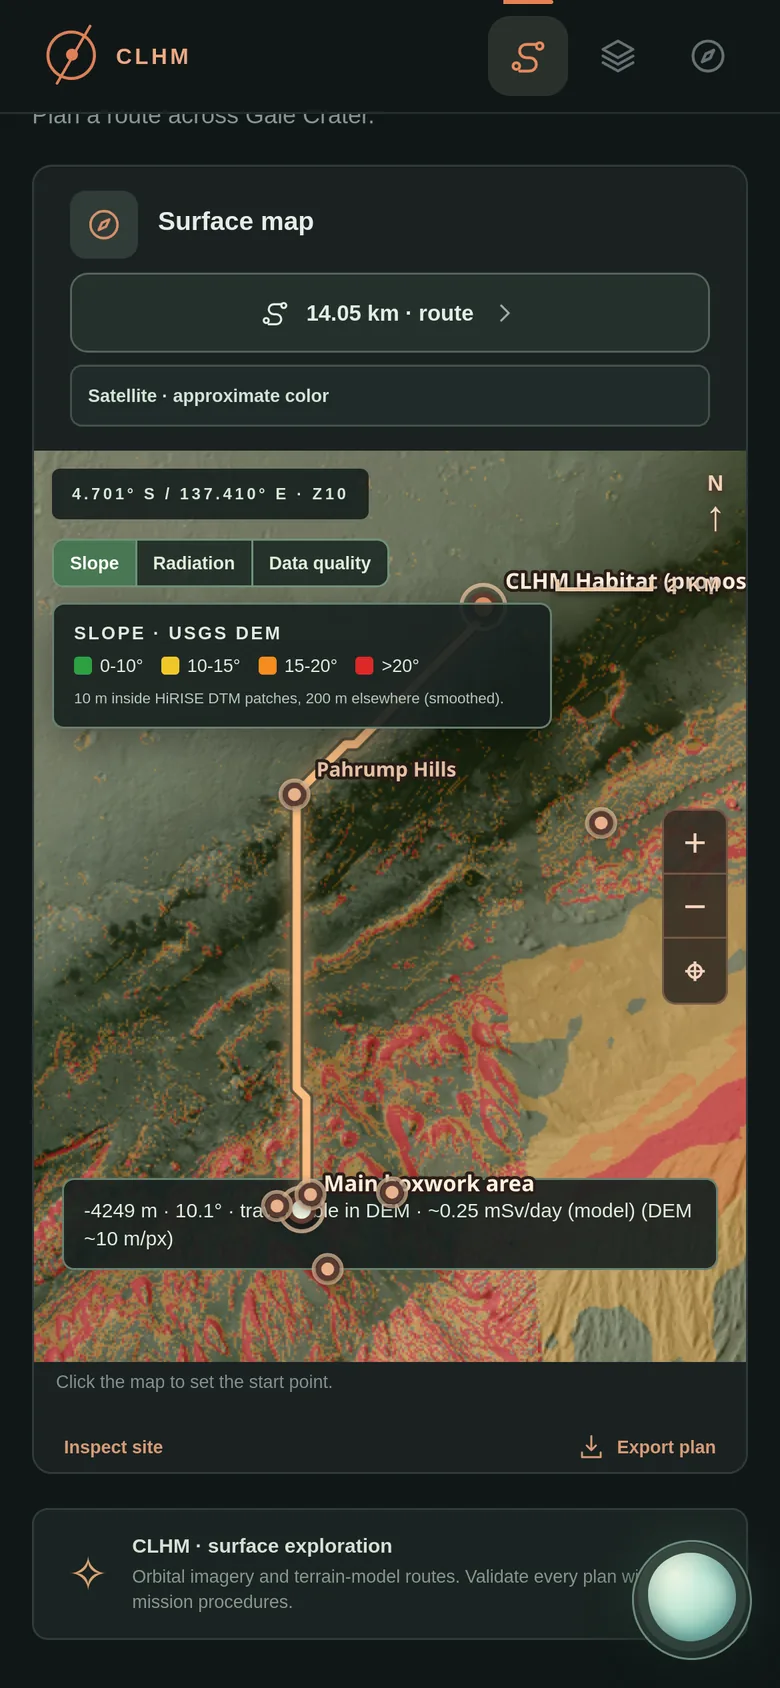 CLHM
Plan a route across Gale Crater.
Surface map
14.05 km · route
Satellite · approximate color
4.701° S / 137.410° E · Z10
N
Slope
Radiation
Data quality
CLHM Habitat (propos
SLOPE · USGS DEM
0-10° 10-15° 15-20° >20°
10 m inside HiRISE DTM patches, 200 m elsewhere (smoothed).
Pahrump Hills
+
−
Main boxwork area
-4249 m · 10.1° · in DEM · ~0.25 mSv/day (model) (DEM
~10 m/px)
Click the map to set the start point.
Inspect site
Export plan
CLHM · surface exploration
Orbital imagery and terrain-model routes. Validate every plan
mission procedures.